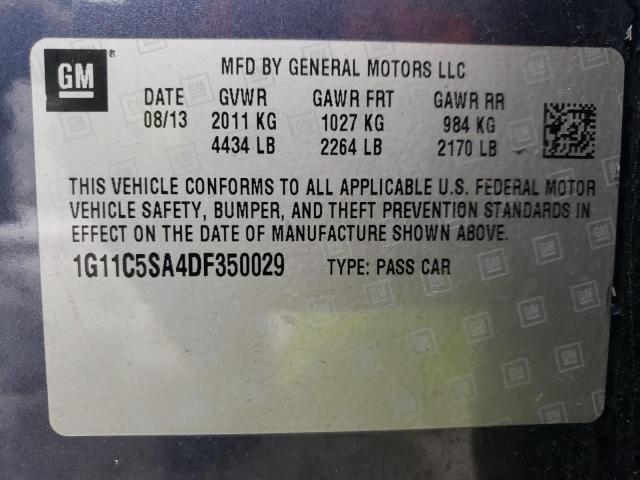 GM
MFD BY GENERAL MOTORS LLC
DATE GVWR GAWR FRT GAWR RR
08/13 2011 KG 1027 KG 984 KG
4434 LB 2264 LB 2170 LB
THIS VEHICLE CONFORMS TO ALL APPLICABLE U.S. FEDERAL MOTOR
VEHICLE SAFETY, BUMPER, AND THEFT PREVENTION STANDARDS IN
EFFECT ON THE DATE OF MANUFACTURE SHOWN ABOVE.
1G11C5SA4DF350029 TYPE: PASS CAR